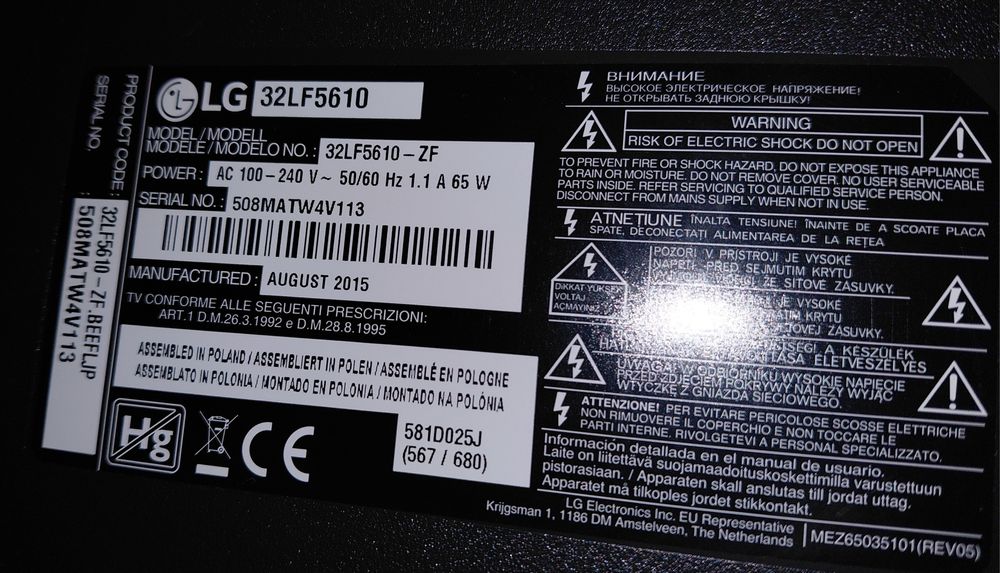 PRODUCT CODE : 32LF5610-ZF.BEEFLJP
SERIAL NO. : 508MATW4V113
LG 32LF5610
MODEL / MODELL
MODELE / MODELO NO. : 32LF5610-ZF
POWER : AC 100-240 V~ 50/60 Hz 1.1 A 65 W
SERIAL NO. : 508MATW4V113
MANUFACTURED : AUGUST 2015
TV CONFORME ALLE SEGUENTI PRESCRIZIONI:
ART.1 D.M.26.3.1992 e D.M.28.8.1995
ASSEMBLED IN POLAND / ASSEMBLIERT IN POLEN / ASSEMBLÉ EN POLOGNE
ASSEMBLATO IN POLONIA / MONTADO EN POLONIA / MONTADO NA POLÓNIA
Hg
CE
581D025J
(567 / 680)
ВНИМАНИЕ
ВЫСОКОЕ ЭЛЕКТРИЧЕСКОЕ НАПРЯЖЕНИЕ!
НЕ ОТКРЫВАТЬ ЗАДНЮЮ КРЫШКУ!
WARNING
RISK OF ELECTRIC SHOCK DO NOT OPEN
TO PREVENT FIRE OR SHOCK HAZARD, DO NOT EXPOSE THIS APPLIANCE
TO RAIN OR MOISTURE. DO NOT REMOVE COVER. NO USER SERVICEABLE
PARTS INSIDE. REFER SERVICING TO QUALIFIED SERVICE PERSON.
DISCONNECT FROM MAINS SUPPLY WHEN NOT IN USE.
ATNEȚIUNE ÎNALTA TENSIUNE! ÎNAINTE DE A SCOATE PLACA
SPATE, DECONECTATI ALIMENTAREA DE LA REȚEA
DIKKAT YÜKSEK
VOLTAJ
AÇMAYINIZ
POZOR! V PŘISTROJI JE VYSOKÉ
NAPĚTÍ PŘED SEJMUTIM KRYTU
ZE SITOVÉ ZÁSUVKY.
JE VYSOKÉ
KRYTU
ZÁSUVKY.
A KÉSZÜLÉK
ÉLETVESZÉLYES
UWAGA! W ODBIORNIKU WYSOKIE NAPIĘCIE
PRZED ZDJĘCIEM POKRYWY NALEŻY WYJĄĆ
WTYCZKĘ Z GNIAZDA SIECIOWEGO.
ATTENZIONE! PER EVITARE PERICOLOSE SCOSSE ELETTRICHE
NON RIMUOVERE IL COPERCHIO E NON TOCCARE LE
PARTI INTERNE. RIVOLGETEVI A PERSONAL SPECIALIZZATO.
Información detallada en el manual de usuario.
Laite on liitettävä suojamaadoituskoskettimilla varustettuun
pistorasiaan. / Apparaten skall anslutas till jordat uttag.
Apparatet må tilkoples jordet stikkontakt.
LG Electronics Inc. EU Representative
Krijgsman 1, 1186 DM Amstelveen, The Netherlands
MEZ65035101(REV05)